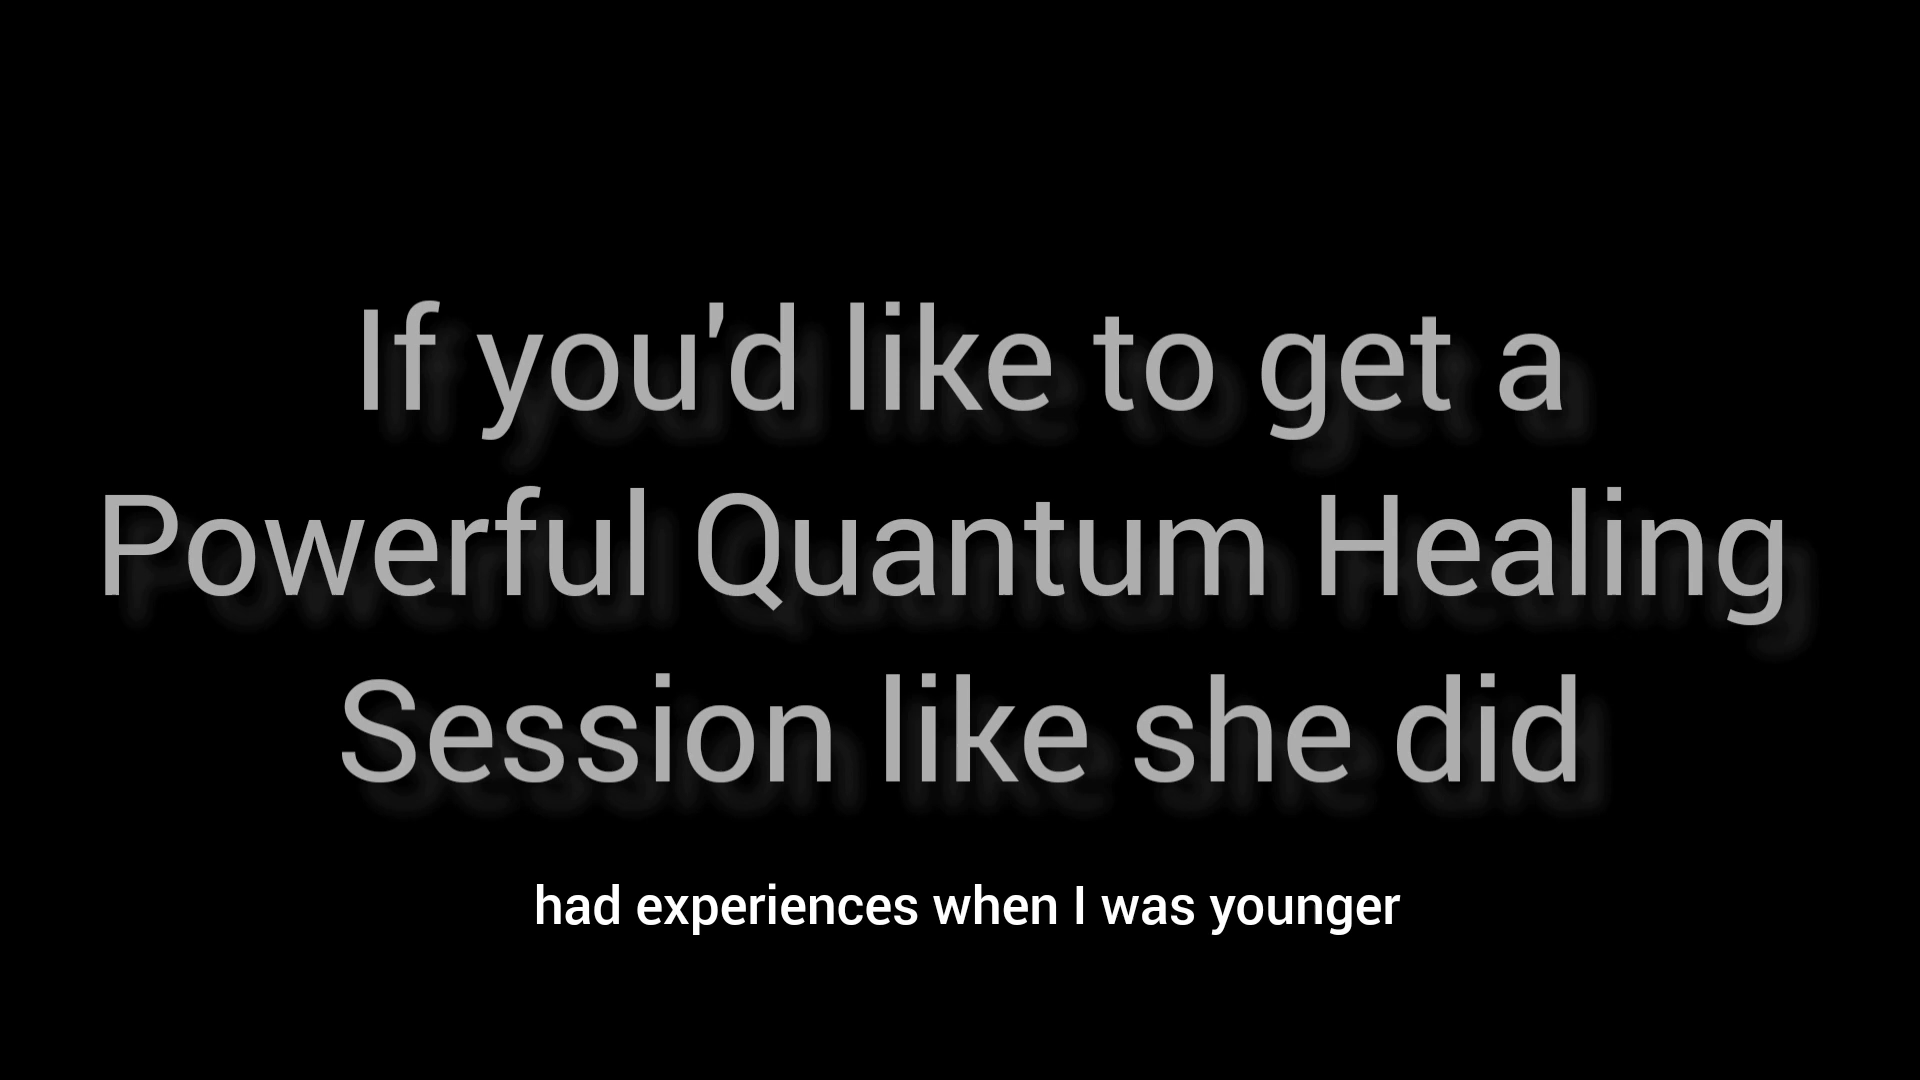 If you'd like to get a
Powerful Quantum Healing
Session like she did
had experiences when I was younger